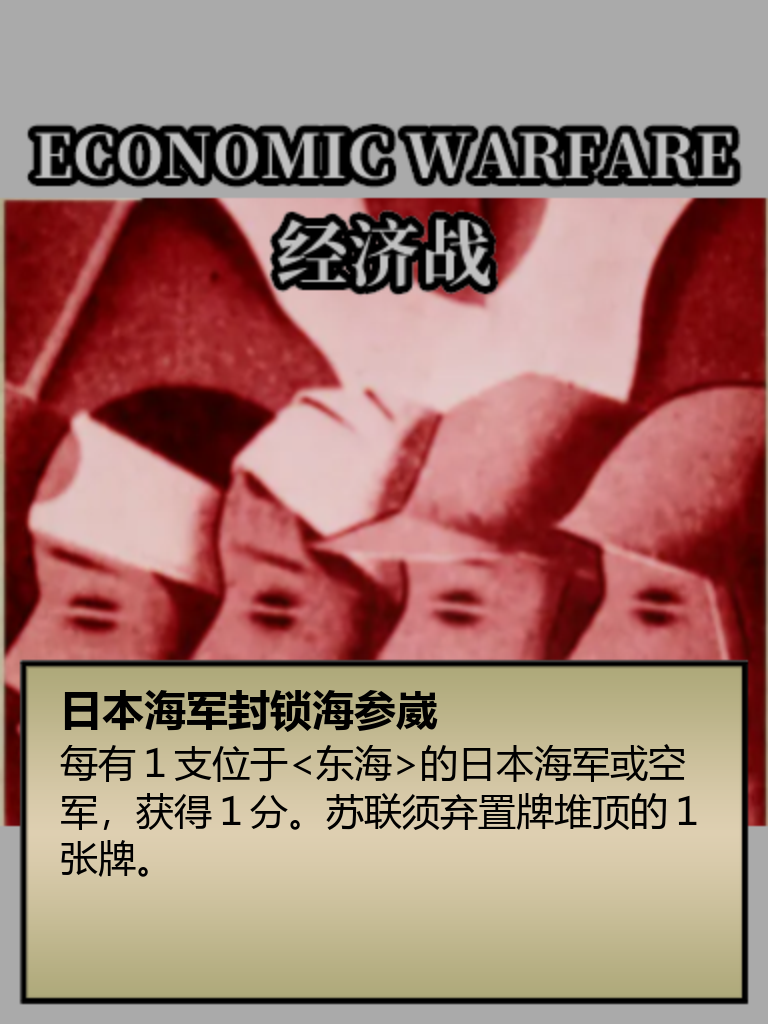 ECONOMIC WARFARE
经济战
日本海军封锁海参崴
每有1支位于<东海>的日本海军或空
军，获得1分。苏联须弃置牌堆顶的1
张牌。